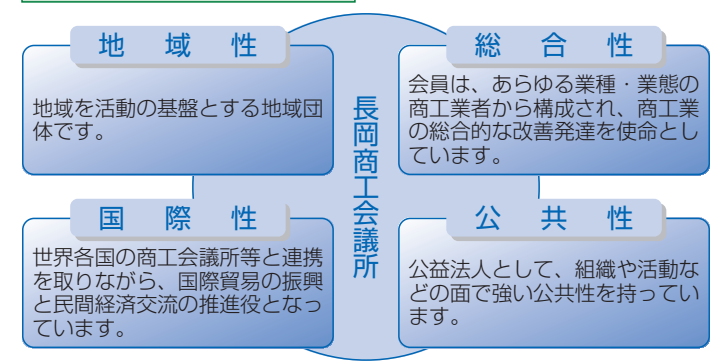 地域性
地域を活動の基盤とする地域団
体です。
総合性
会員は、あらゆる業種・業態の
商工業者から構成され、商工業
の総合的な改善発達を使命とし
ています。
長岡商工会議所
国際性
世界各国の商工会議所等と連携
を取りながら、国際貿易の振興
と民間経済交流の推進役となっ
ています。
公共性
公益法人として、組織や活動な
どの面で強い公共性を持ってい
ます。